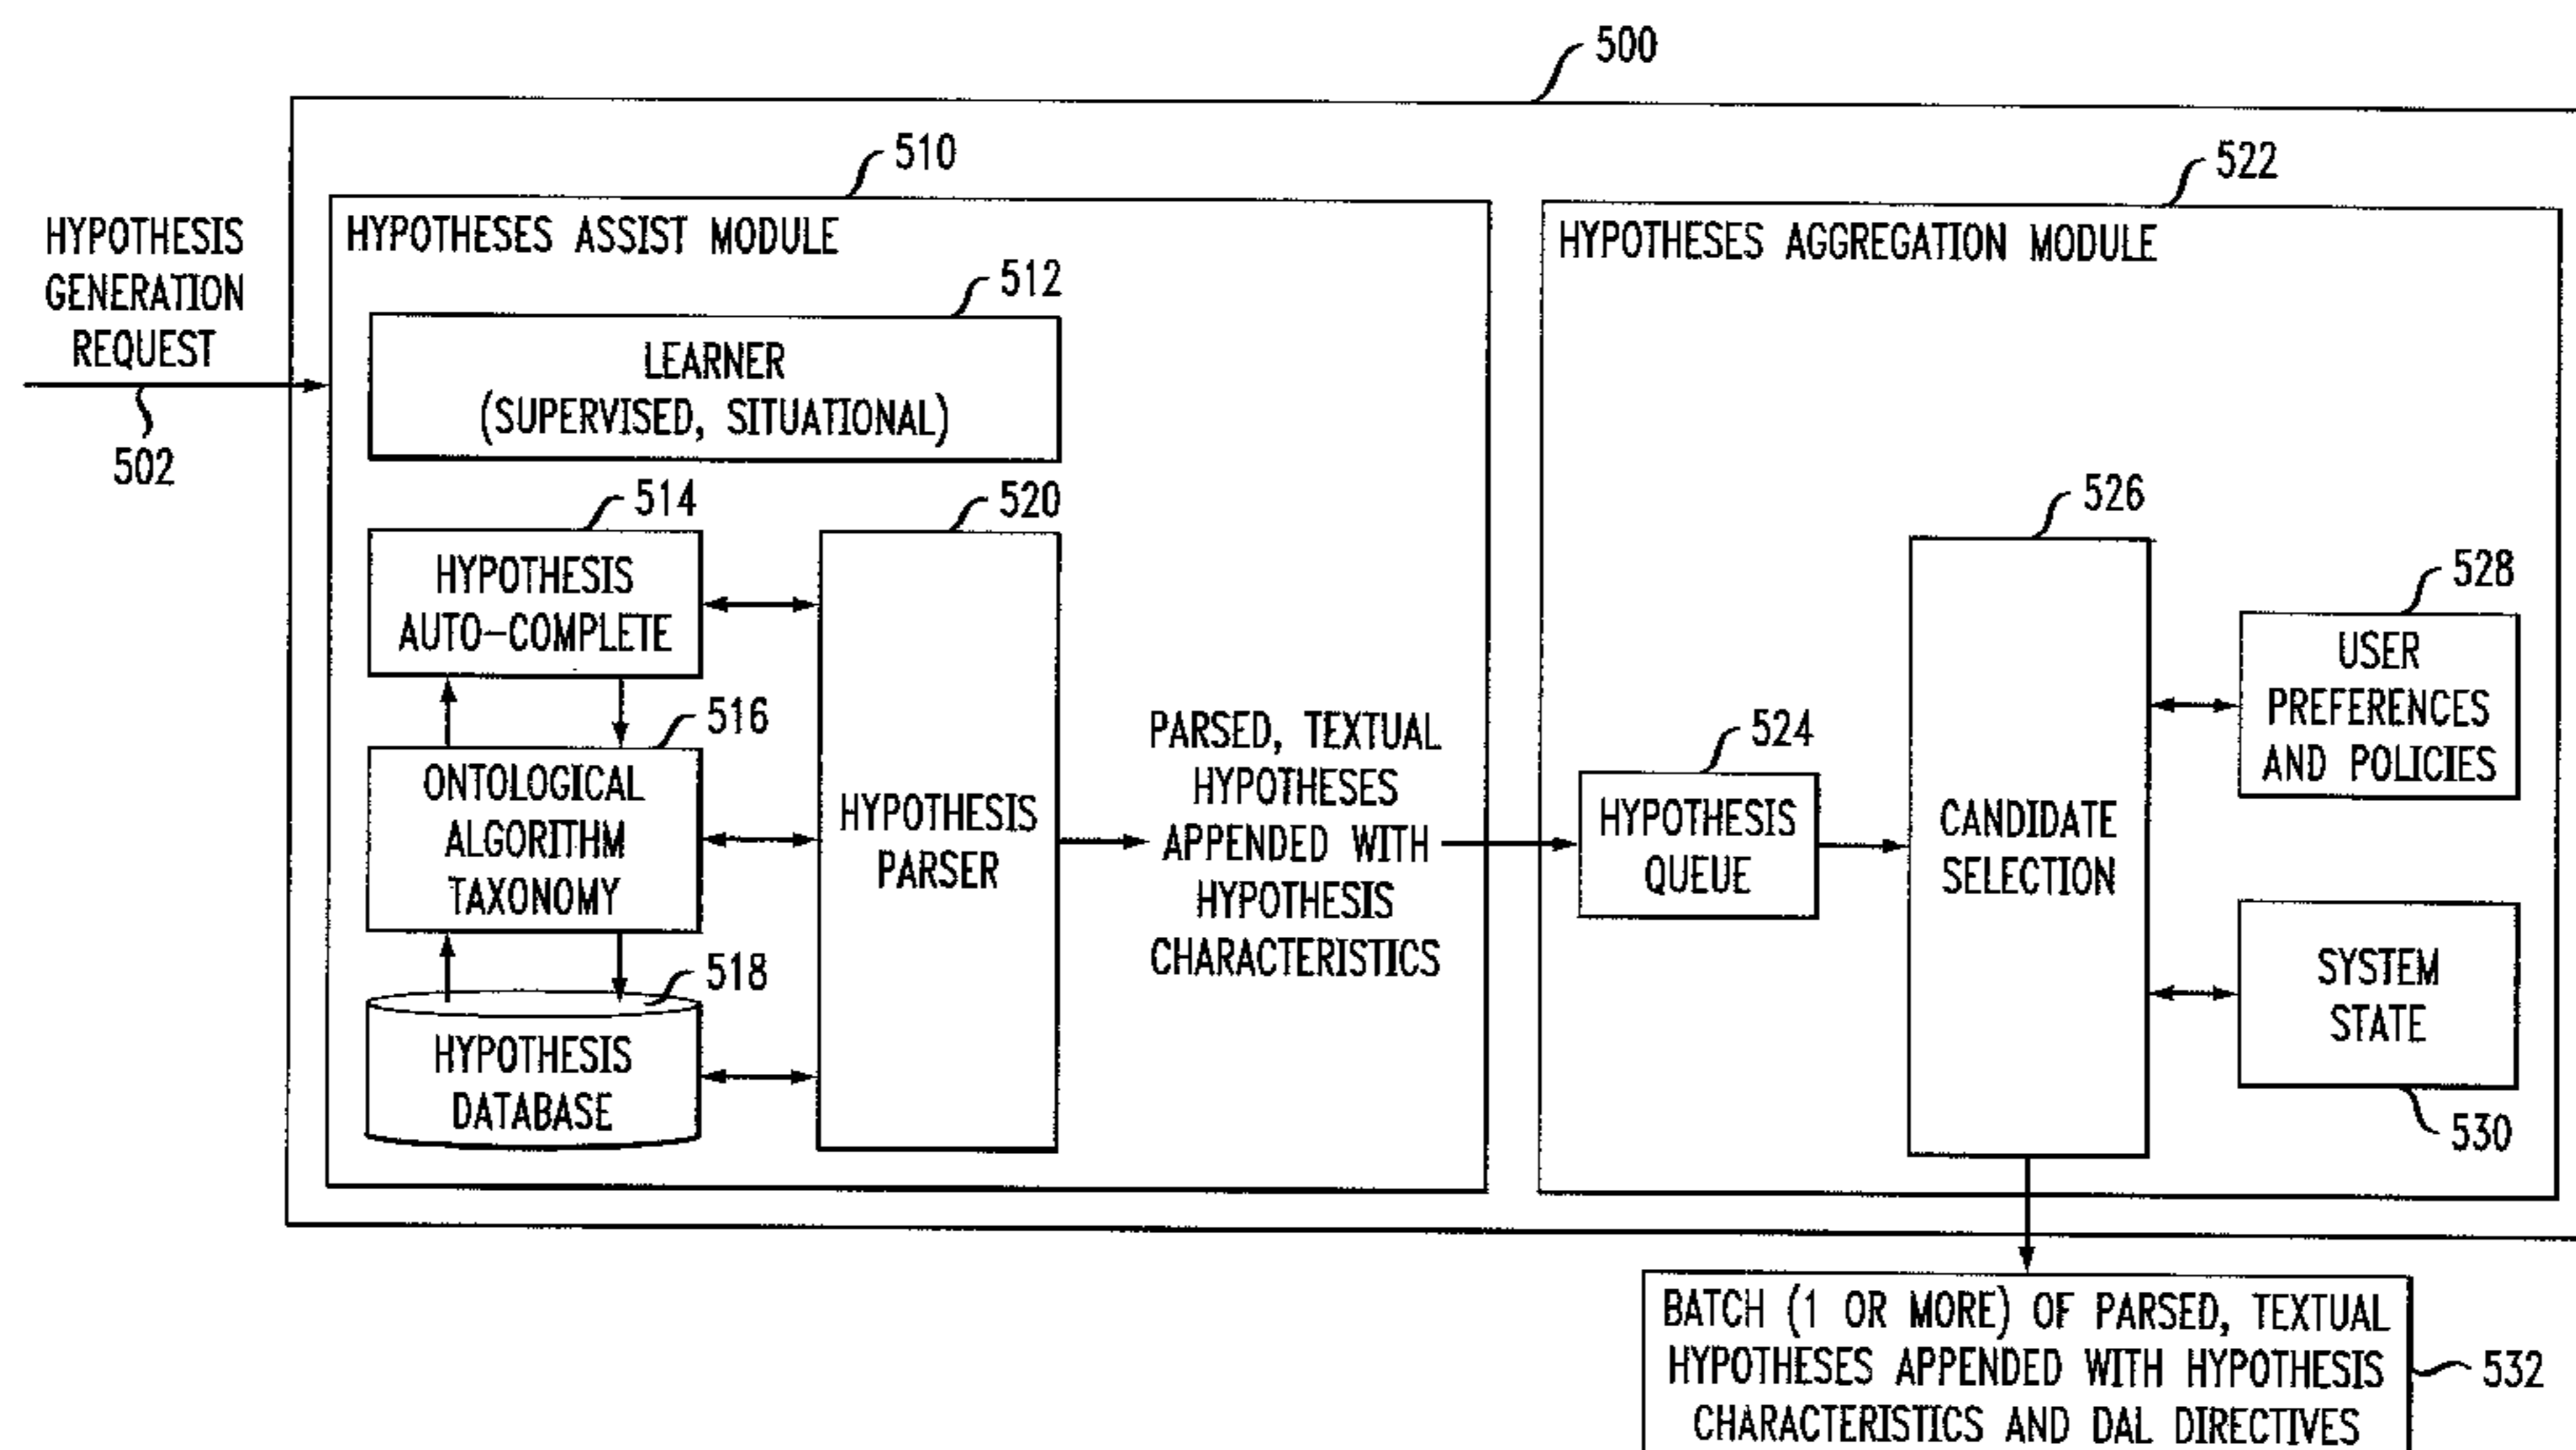 500
510
522
HYPOTHESIS
GENERATION
REQUEST
502
HYPOTHESES ASSIST MODULE
512
LEARNER
(SUPERVISED, SITUATIONAL)
514
HYPOTHESIS
AUTO-COMPLETE
516
ONTOLOGICAL
ALGORITHM
TAXONOMY
518
HYPOTHESIS
DATABASE
520
HYPOTHESIS
PARSER
PARSED, TEXTUAL
HYPOTHESES
APPENDED WITH
HYPOTHESIS
CHARACTERISTICS
HYPOTHESES AGGREGATION MODULE
524
HYPOTHESIS
QUEUE
526
CANDIDATE
SELECTION
528
USER
PREFERENCES
AND POLICIES
SYSTEM
STATE
530
BATCH (1 OR MORE) OF PARSED, TEXTUAL
HYPOTHESES APPENDED WITH HYPOTHESIS
CHARACTERISTICS AND DAL DIRECTIVES
532